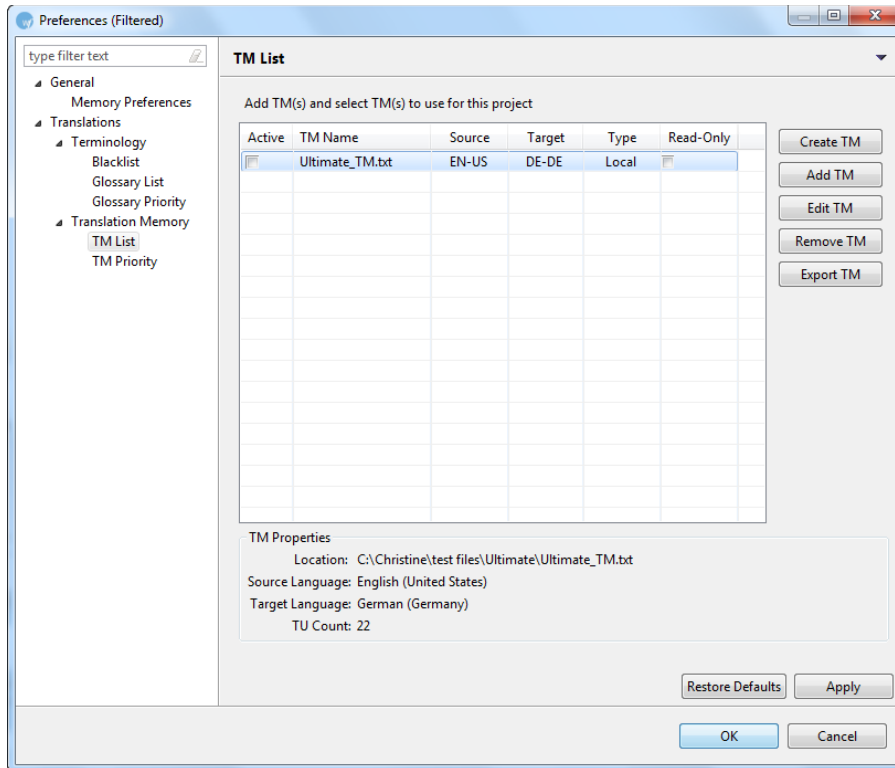 Preferences (Filtered)
type filter text
TM List
General
Memory Preferences
Translations
Terminology
Blacklist
Glossary List
Glossary Priority
Translation Memory
TM List
TM Priority
Add TM(s) and select TM(s) to use for this project
Active TM Name Source Target Type Read-Only
Ultimate_TM.txt EN-US DE-DE Local
Create TM
Add TM
Edit TM
Remove TM
Export TM
TM Properties
Location: C:\Christine\test files\Ultimate\Ultimate_TM.txt
Source Language: English (United States)
Target Language: German (Germany)
TU Count: 22
Restore Defaults Apply
OK Cancel